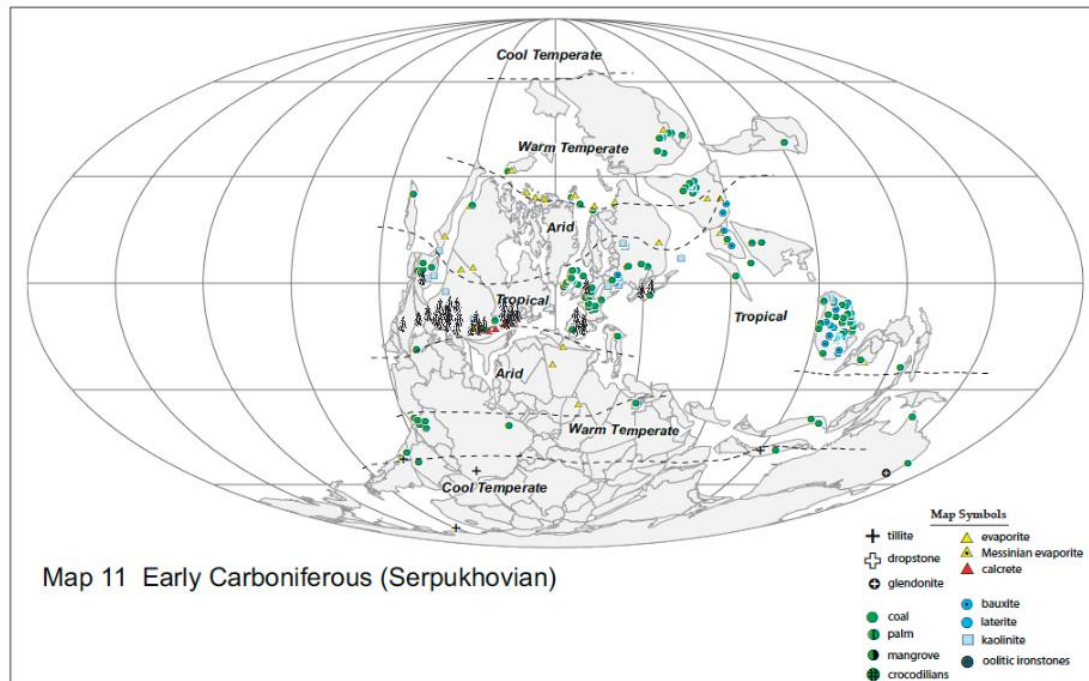 Cool Temperate
Warm Temperate
Arid
Tropical
Tropical
Arid
Warm Temperate
Cool Temperate
Map 11 Early Carboniferous (Serpukhovian)
Map Symbols
tillite
dropstone
glendonite
coal
palm
mangrove
crocodilians
evaporite
Messinian evaporite
calcrete
bauxite
laterite
kaolinite
oolitic ironstones